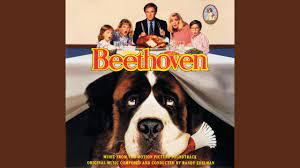 Beethoven
MUSIC FROM THE MOTION PICTURE SOUNDTRACK
ORIGINAL MUSIC COMPOSED AND CONDUCTED BY RANDY EDELMAN